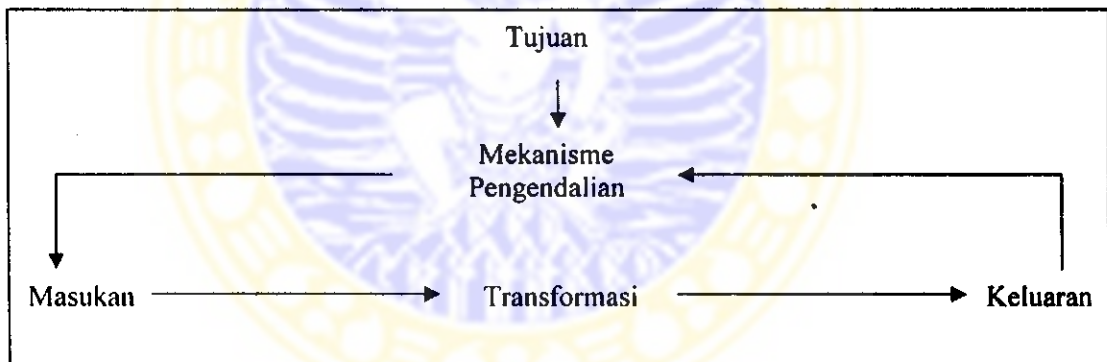 Tujuan
Mekanisme
Pengendalian
Masukan
Transformasi
Keluaran